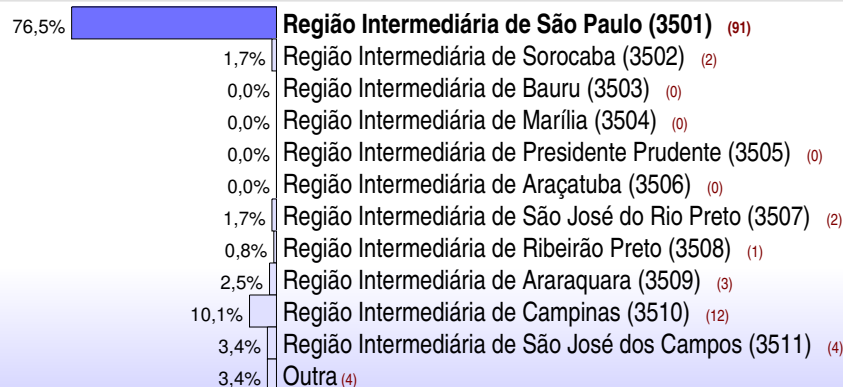 76,5% Região Intermediária de São Paulo (3501) (91)
1,7% Região Intermediária de Sorocaba (3502) (2)
0,0% Região Intermediária de Bauru (3503) (0)
0,0% Região Intermediária de Marília (3504) (0)
0,0% Região Intermediária de Presidente Prudente (3505) (0)
0,0% Região Intermediária de Araçatuba (3506) (0)
1,7% Região Intermediária de São José do Rio Preto (3507) (2)
0,8% Região Intermediária de Ribeirão Preto (3508) (1)
2,5% Região Intermediária de Araraquara (3509) (3)
10,1% Região Intermediária de Campinas (3510) (12)
3,4% Região Intermediária de São José dos Campos (3511) (4)
3,4% Outra (4)